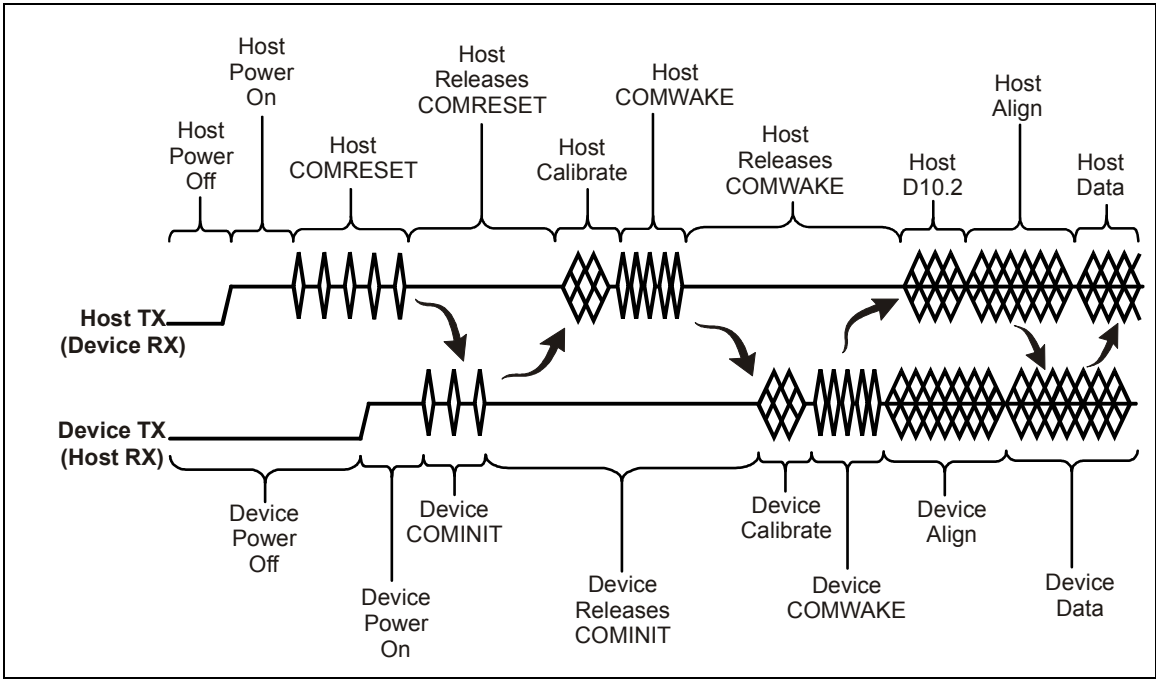 Host
Power
Off
Host
Power
On
Host
COMRESET
Host
Releases
COMRESET
Host
Calibrate
Host
COMWAKE
Host
Releases
COMWAKE
Host
D10.2
Host
Align
Host
Data
Host TX
(Device RX)
Device TX
(Host RX)
Device
Power
Off
Device
Power
On
Device
COMINIT
Device
Releases
COMINIT
Device
Calibrate
Device
COMWAKE
Device
Align
Device
Data